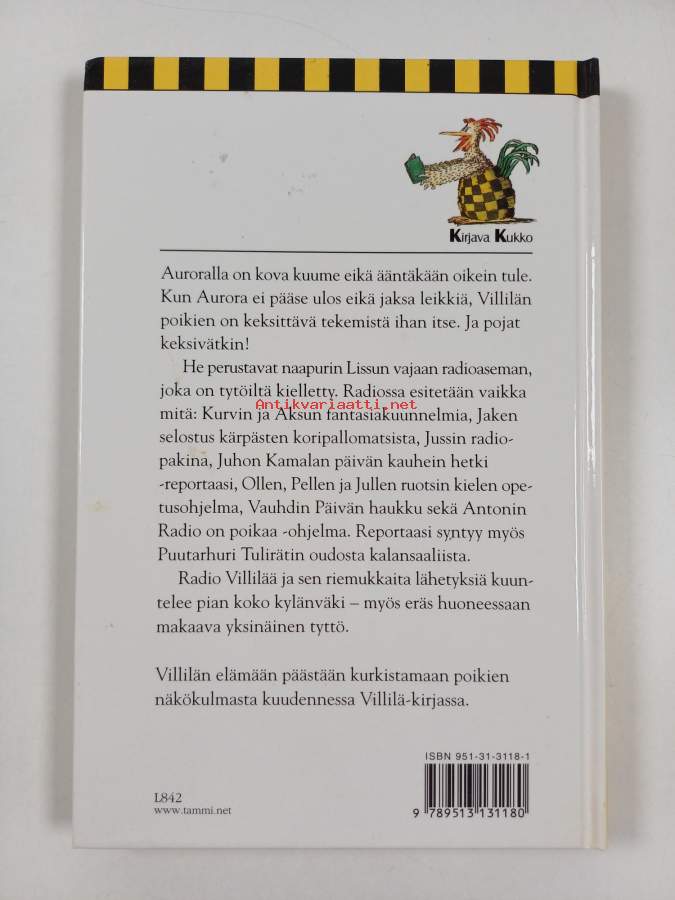 Kirjava Kukko
Auroralla on kova kuume eikä ääntäkään oikein tule.
Kun Aurora ei pääse ulos eikä jaksa leikkiä, Villilän
poikien on keksittävä tekemistä ihan itse. Ja pojat
keksivätkin!
He perustavat naapurin Lissun vajaan radioaseman,
joka on tytöiltä kielletty. Radiossa esitetään vaikka
Antikvariaatti.net
mitä: Kurvin ja Aksun fantasiakuunnelmia, Jaken
selostus kärpästen koripallomatsista, Jussin radio-
pakina, Juhon Kamalan päivän kauhein hetki
-reportaasi, Ollen, Pellen ja Jullen ruotsin kielen ope-
tusohjelma, Vauhdin Päivän haukku sekä Antonin
Radio on poikaa -ohjelma. Reportaasi syntyy myös
Puutarhuri Tulirätin oudosta kalansaaliista.
Radio Villilää ja sen riemukkaita lähetyksiä kuun-
telee pian koko kylänväki – myös eräs huoneessaan
makaava yksinäinen tyttö.
Villilän elämään päästään kurkistamaan poikien
näkökulmasta kuudennessa Villilä-kirjassa.
ISBN 951-31-3118-1
L842
www.tammi.net
9 789513 131180